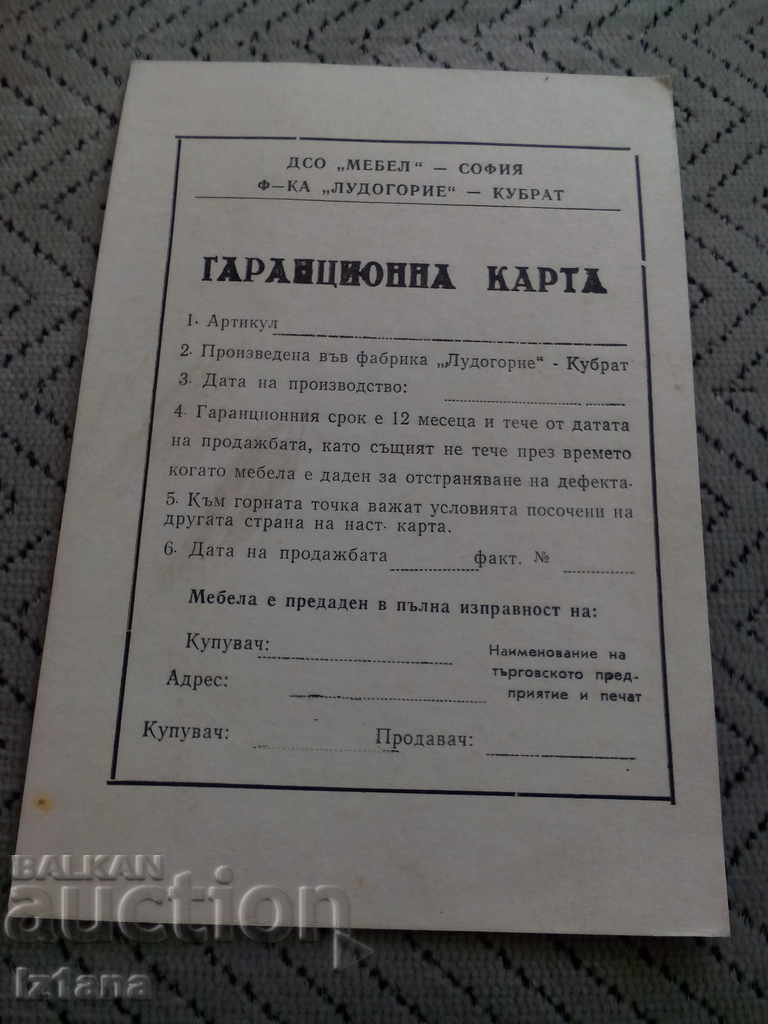 ДСО „МЕБЕЛ" — СОФИЯ
Ф-КА „ЛУДОГОРИЕ" — КУБРАТ
ГАРАНЦИОННА КАРТА
1. Артикул
2. Произведена във фабрика „Лудогорие" - Кубрат
3. Дата на производство:
4. Гаранционния срок е 12 месеца и тече от датата
на продажбата, като същият не тече през времето
когато мебела е даден за отстраняване на дефекта.
5. Към горната точка важат условията посочени на
другата страна на наст. карта.
6. Дата на продажбата факт. №
Мебела е предаден в пълна изправност на:
Купувач:
Адрес:
Наименование на
търговското пред-
приятие и печат
Купувач: Продавач:
BALKAN
auction
Iz1ana